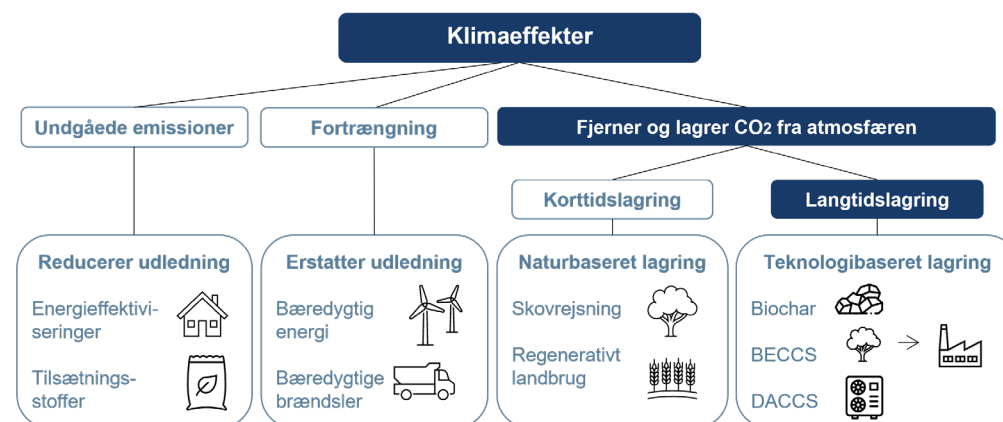 Klimaeffekter
Undgåede emissioner
Fortrængning
Fjerner og lagrer CO2 fra atmosfæren
Korttidslagring
Langtidslagring
Reducerer udledning
Energieffektivi-
seringer
Tilsætnings-
stoffer
Erstatter udledning
Bæredygtig
energi
Bæredygtige
brændsler
Naturbaseret lagring
Skovrejsning
Regenerativt
landbrug
Teknologibaseret lagring
Biochar
BECCS
DACCS